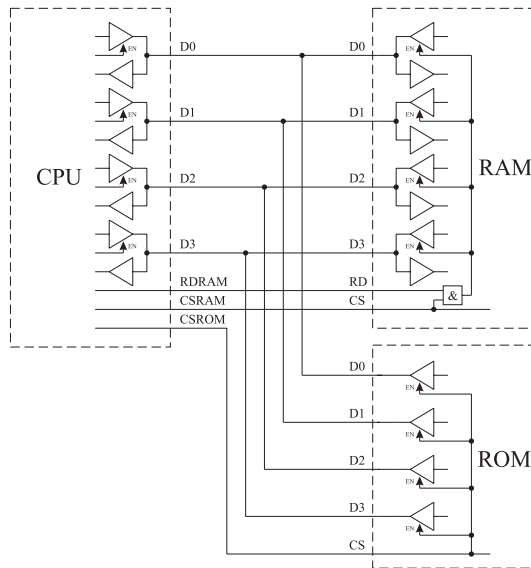 D0 D0
EN EN
D1 D1
EN EN
CPU RAM
D2 D2
EN EN
D3 D3
EN EN
RDRAM RD
CSRAM CS &
CSROM
D0
EN
D1
EN
ROM
D2
EN
D3
EN
CS